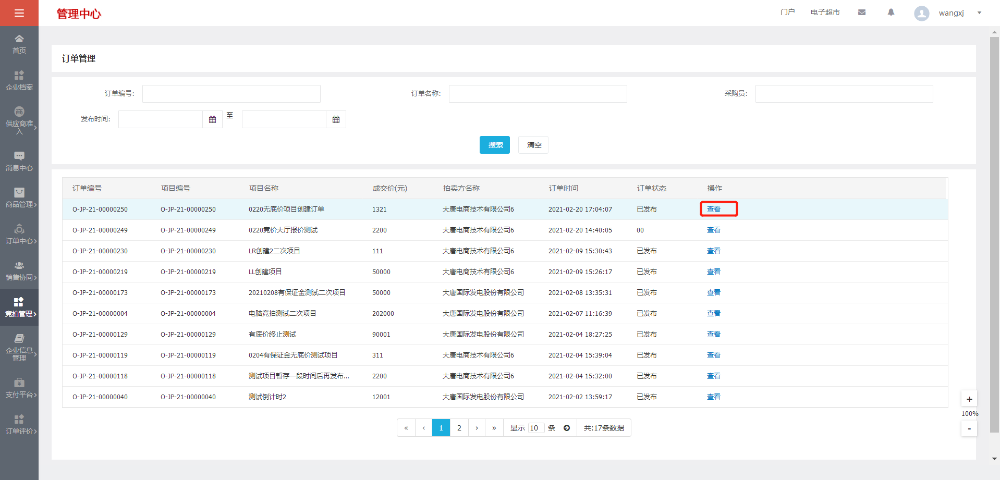 管理中心
门户
电子超市
wangxj
首页
企业档案
商
供应商准
入
消息中心
商品管理
订单中心
销售协同
竞拍管理
企业信息
管理
支付平台
订单评价
订单管理
订单编号:
订单名称:
采购员:
发布时间:
至
搜索
清空
订单编号 项目编号 项目名称 成交价(元) 拍卖方名称 订单时间 订单状态 操作
O-JP-21-00000250 O-JP-21-00000250 0220无底价项目创建订单 1321 大唐电商技术有限公司6 2021-02-20 17:04:07 已发布 查看
O-JP-21-00000249 O-JP-21-00000249 0220竞价大厅报价测试 2200 大唐电商技术有限公司6 2021-02-20 14:40:05 00 查看
O-JP-21-00000230 O-JP-21-00000230 LR创建2二次项目 111 大唐电商技术有限公司6 2021-02-09 15:30:43 已发布 查看
O-JP-21-00000219 O-JP-21-00000219 LL创建项目 50000 大唐电商技术有限公司6 2021-02-09 15:26:17 已发布 查看
O-JP-21-00000173 O-JP-21-00000173 20210208有保证金测试二次项目 50000 大唐国际发电股份有限公司 2021-02-08 13:35:31 已发布 查看
O-JP-21-00000004 O-JP-21-00000004 电脑竞拍测试二次项目 202000 大唐国际发电股份有限公司 2021-02-07 11:16:39 已发布 查看
O-JP-21-00000129 O-JP-21-00000129 有底价终止测试 90001 大唐国际发电股份有限公司 2021-02-04 18:27:25 已发布 查看
O-JP-21-00000119 O-JP-21-00000119 0204有保证金无底价测试项目 311 大唐电商技术有限公司6 2021-02-04 15:39:04 已发布 查看
O-JP-21-00000118 O-JP-21-00000118 测试项目暂存一段时间后再发布... 2200 大唐电商技术有限公司6 2021-02-04 15:32:00 已发布 查看
O-JP-21-00000040 O-JP-21-00000040 测试倒计时2 12001 大唐国际发电股份有限公司 2021-02-02 13:59:17 已发布 查看
« ‹ 1 2 › » 显示 10 条 共:17条数据
+
100%
-